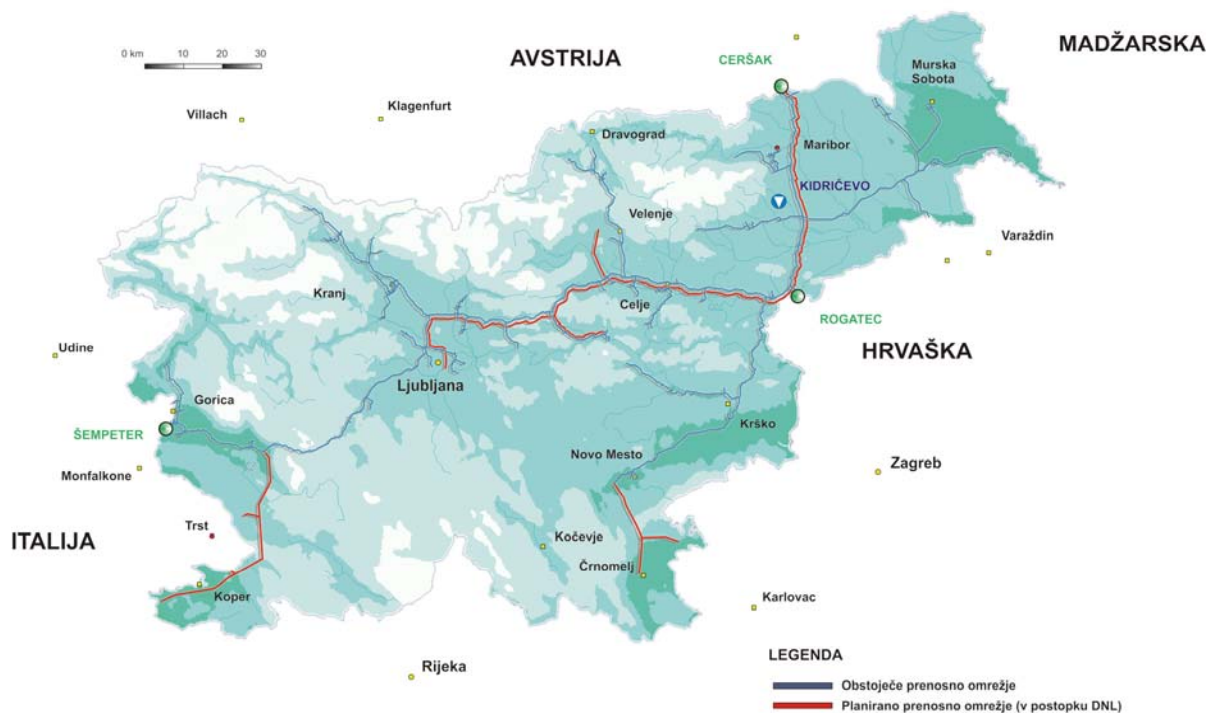 0 km 10 20 30
AVSTRIJA
MADŽARSKA
CERŠAK
Murska
Sobota
Villach
Klagenfurt
Dravograd
Maribor
KIDRIČEVO
Velenje
Varaždin
Kranj
Celje
ROGATEC
Udine
HRVAŠKA
Ljubljana
Gorica
ŠEMPETER
Krško
Novo Mesto
Monfalkone
Zagreb
Trst
ITALIJA
Kočevje
Črnomelj
Koper
Karlovac
Rijeka
LEGENDA
Obstoječe prenosno omrežje
Planirano prenosno omrežje (v postopku DNL)